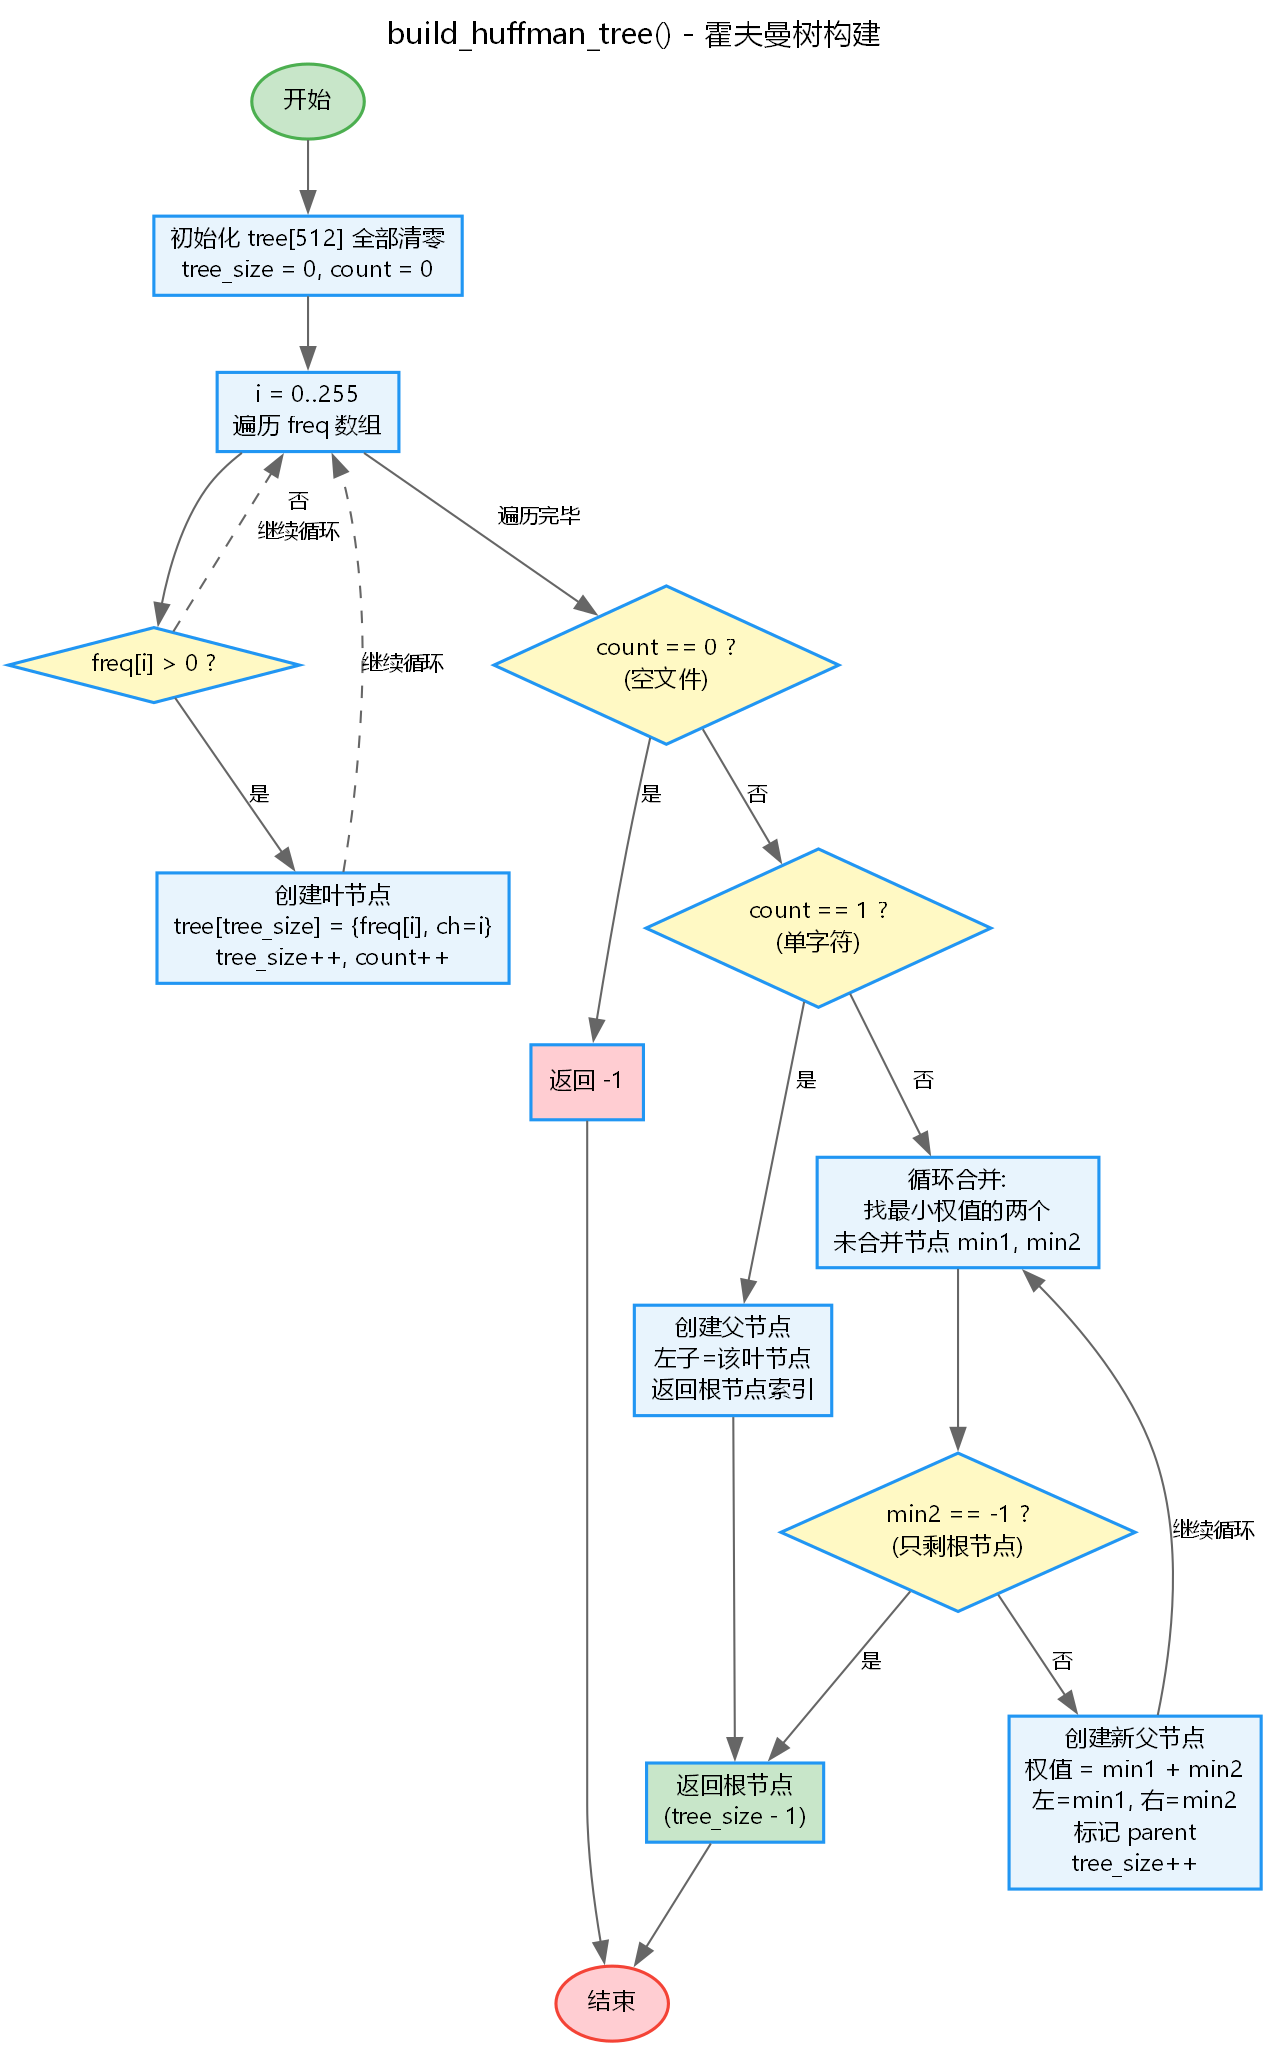 build_huffman_tree() - 霍夫曼树构建
开始
初始化 tree[512] 全部清零
tree_size = 0, count = 0
i = 0..255
遍历 freq 数组
否
继续循环
遍历完毕
freq[i] > 0 ?
继续循环
count == 0 ?
(空文件)
是
是
否
创建叶节点
tree[tree_size] = {freq[i], ch=i}
tree_size++, count++
count == 1 ?
(单字符)
返回 -1
是
否
循环合并:
找最小权值的两个
未合并节点 min1, min2
创建父节点
左子=该叶节点
返回根节点索引
min2 == -1 ?
(只剩根节点)
继续循环
是
否
创建新父节点
权值 = min1 + min2
左=min1, 右=min2
标记 parent
tree_size++
返回根节点
(tree_size - 1)
结束